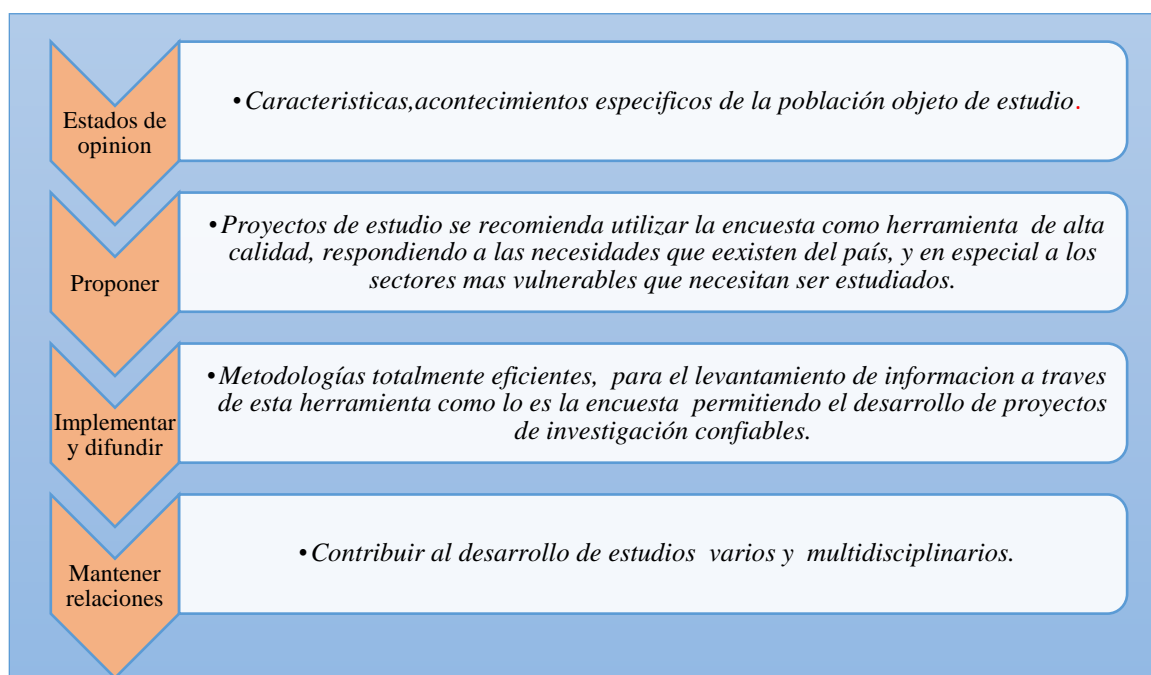 Estados de
opinion
•Caracteristicas,acontecimientos especificos de la población objeto de estudio.
Proponer
•Proyectos de estudio se recomienda utilizar la encuesta como herramienta de alta
calidad, respondiendo a las necesidades que eexisten del país, y en especial a los
sectores mas vulnerables que necesitan ser estudiados.
Implementar
y difundir
•Metodologías totalmente eficientes, para el levantamiento de informacion a traves
de esta herramienta como lo es la encuesta permitiendo el desarrollo de proyectos
de investigación confiables.
Mantener
relaciones
•Contribuir al desarrollo de estudios varios y multidisciplinarios.